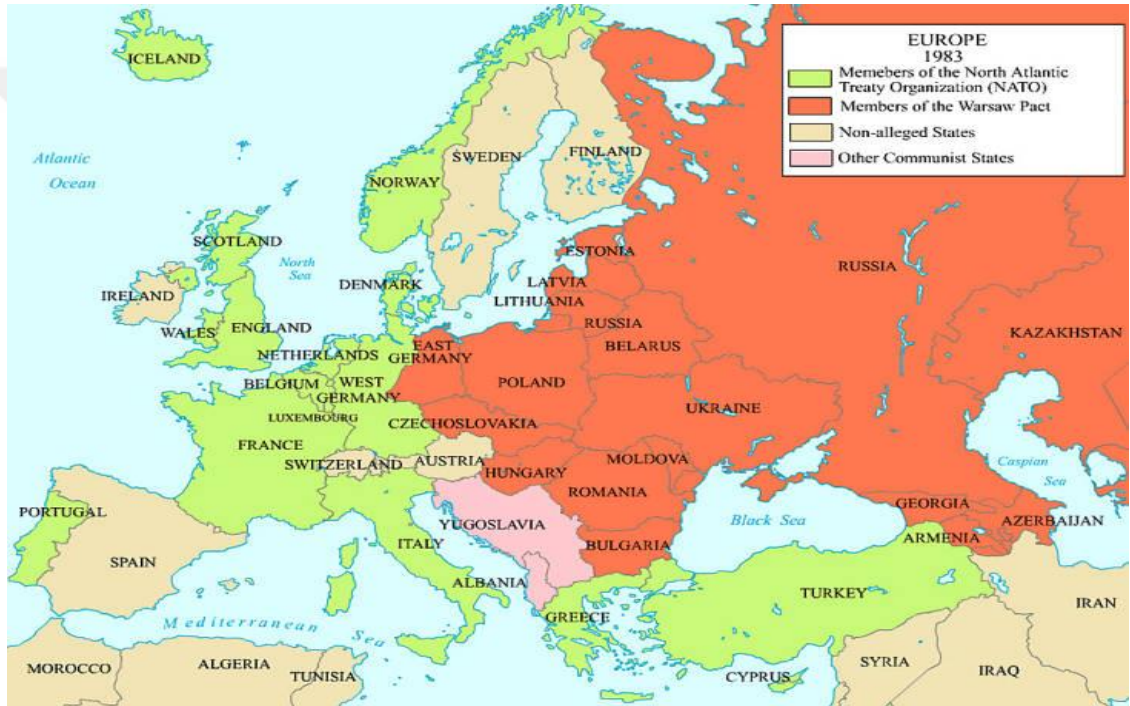 EUROPE
1983
Memebers of the North Atlantic
Treaty Organization (NATO)
Members of the Warsaw Pact
Non-alleged States
Other Communist States
ICELAND
Atlantic
Ocean
SWEDEN
FINLAND
NORWAY
SCOTLAND
North
Sea
ESTONIA
RUSSIA
IRELAND
DENMARK
LATVIA
LITHUANIA
WALES
ENGLAND
RUSSIA
KAZAKHSTAN
NETHERLANDS
EAST
GERMANY
BELARUS
BELGIUM
WEST
GERMANY
POLAND
UKRAINE
LUXEMBOURG
CZECHOSLOVAKIA
FRANCE
SWITZERLAND
AUSTRIA
HUNGARY
MOLDOVA
Caspian
Sea
ROMANIA
PORTUGAL
GEORGIA
YUGOSLAVIA
Black Sea
AZERBAIJAN
ITALY
BULGARIA
ARMENIA
SPAIN
ALBANIA
TURKEY
GREECE
IRAN
Mediterranean
Sea
MOROCCO
ALGERIA
TUNISIA
CYPRUS
SYRIA
IRAQ